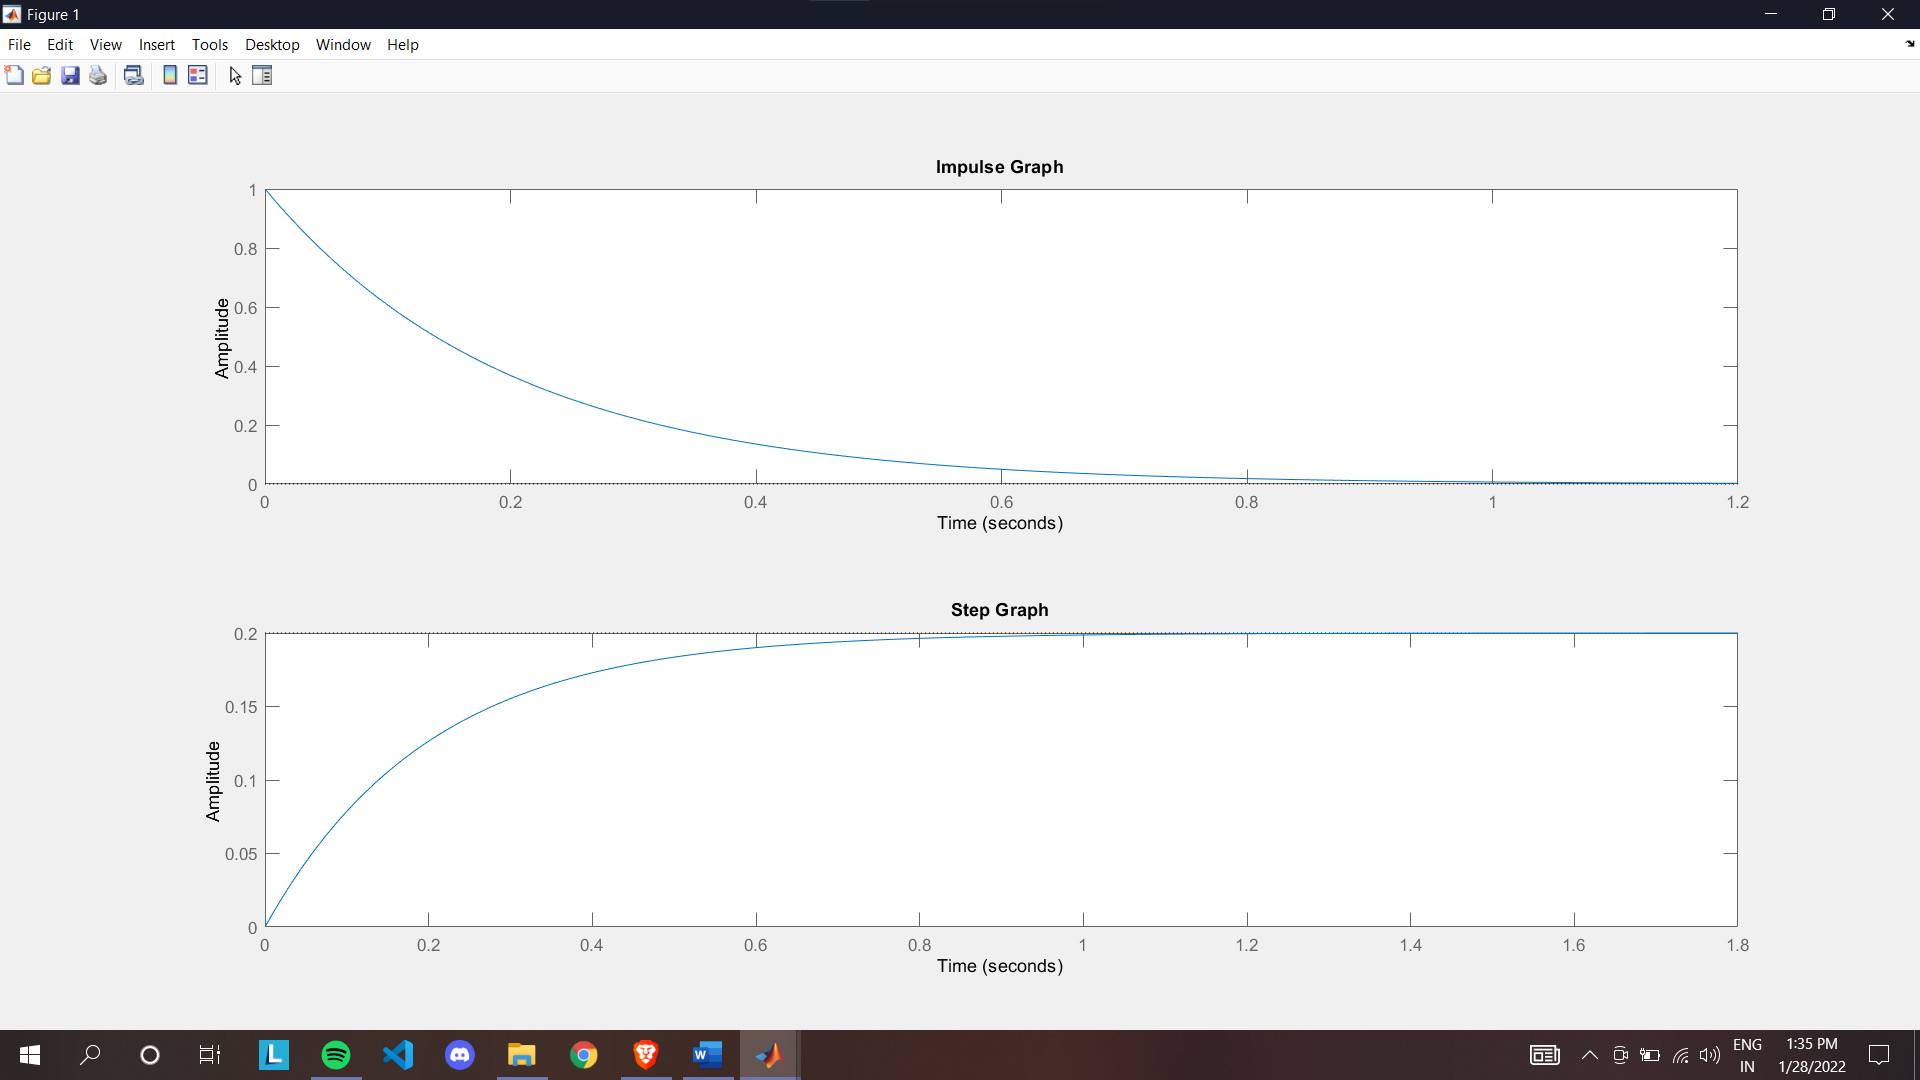 Figure 1
File Edit View Insert Tools Desktop Window Help
Impulse Graph
1
0.8
0.6
0.4
0.2
0
Amplitude
0 0.2 0.4 0.6 0.8 1 1.2
Time (seconds)
Step Graph
0.2
0.15
0.1
0.05
0
Amplitude
0 0.2 0.4 0.6 0.8 1 1.2 1.4 1.6 1.8
Time (seconds)
L
W
ENG
IN
1:35 PM
1/28/2022